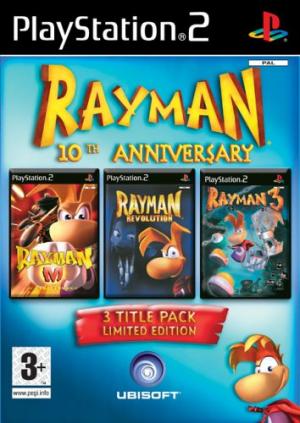 PlayStation®2
PAL
RAYMAN®
10TH ANNIVERSARY
PlayStation®2 PlayStation®2 PlayStation®2
RAYMAN M
RAYMAN REVOLUTION
RAYMAN 3
3 TITLE PACK
LIMITED EDITION
3+
www.pegi.info
UBISOFT